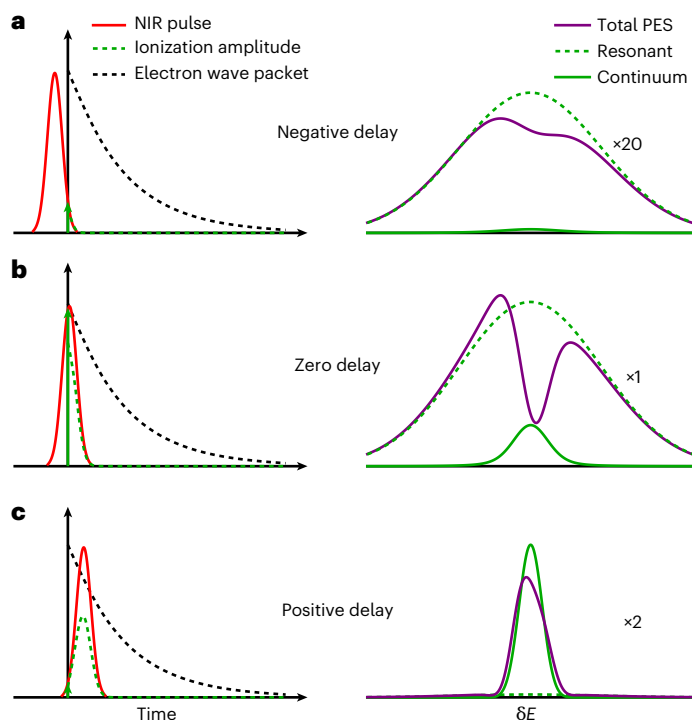 a
NIR pulse
Ionization amplitude
Electron wave packet
Total PES
Resonant
Continuum
Negative delay
×20
b
Zero delay
×1
c
Positive delay
×2
Time
δE